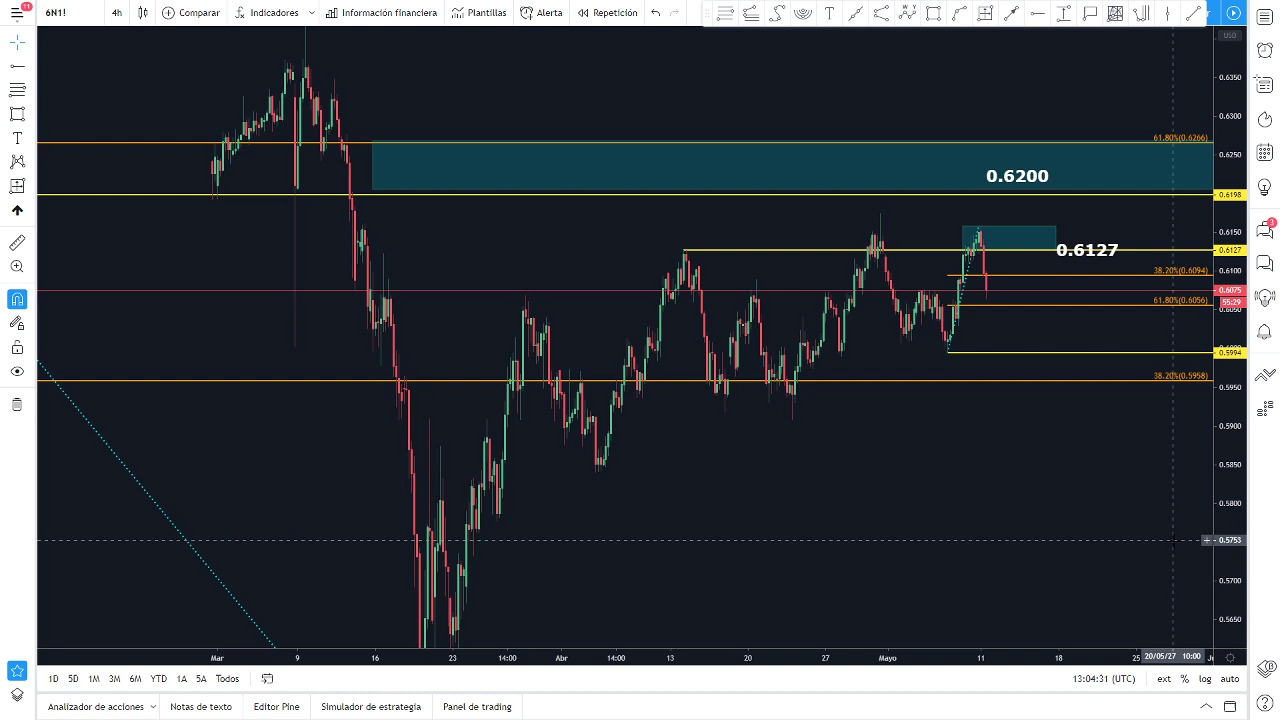 11
6N1!
4h
Comparar
Indicadores
Información financiera
Plantillas
Alerta
Repetición
USD
0.6350
0.6300
61.80%(0.6266)
0.6250
0.6200
0.6198
0.6150
0.6127
0.6127
38.20%(0.6094)
0.6100
0.6075
55:29
61.80%(0.6056)
0.6050
0.5994
38.20%(0.5958)
0.5950
0.5900
0.5850
0.5800
0.5753
0.5700
0.5650
3
Mar
9
16
23
14:00
Abr
14:00
13
20
27
Mayo
11
18
25
20/05/27 10:00
1D
5D
1M
3M
6M
YTD
1A
5A
Todos
13:04:31 (UTC)
ext
%
log
auto
Analizador de acciones
Notas de texto
Editor Pine
Simulador de estrategia
Panel de trading